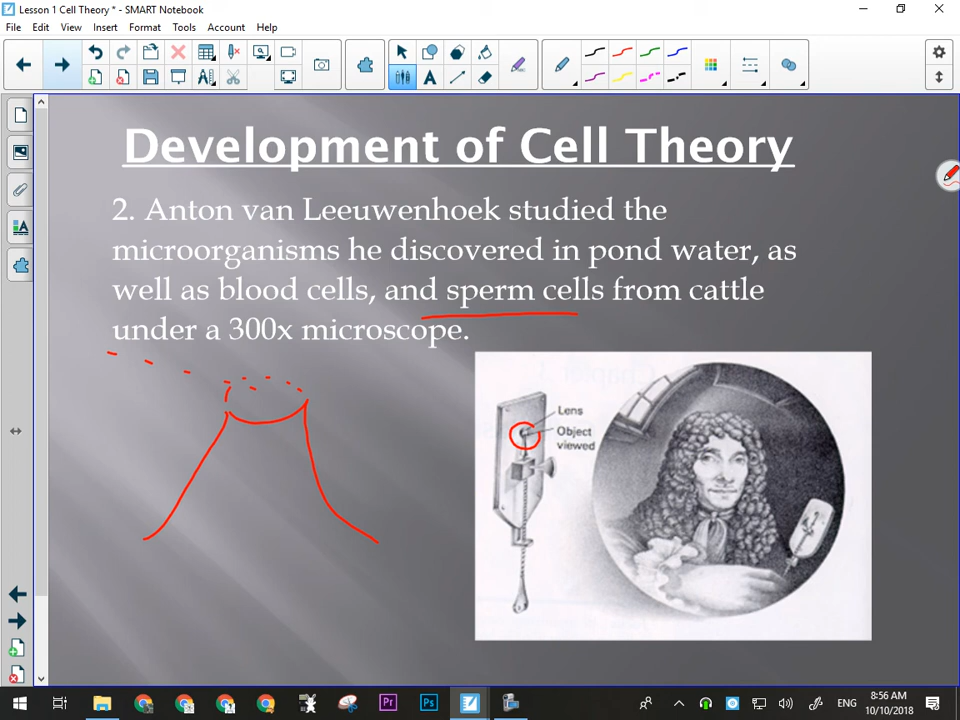 Lesson 1 Cell Theory * - SMART Notebook
File Edit View Insert Format Tools Account Help
Development of Cell Theory
2. Anton van Leeuwenhoek studied the
microorganisms he discovered in pond water, as
well as blood cells, and sperm cells from cattle
under a 300x microscope.
Lens
Object
viewed
Pr Ps
ENG
8:56 AM
10/10/2018